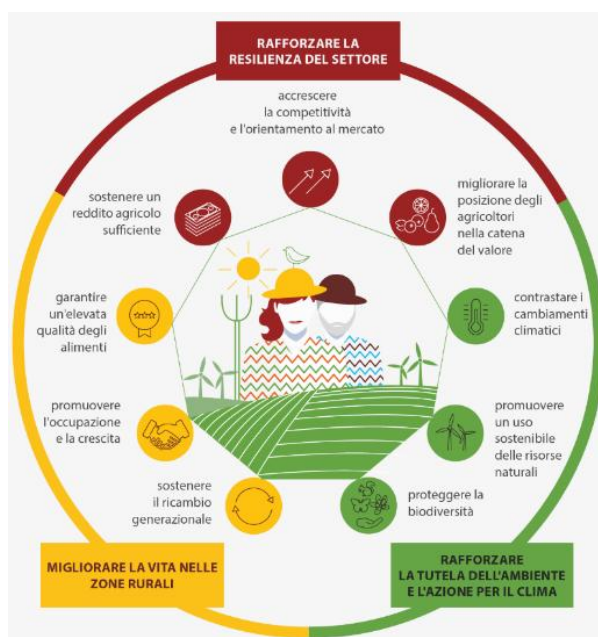 RAFFORZARE LA
RESILIENZA DEL SETTORE
accrescere
la competitività
e l'orientamento al mercato
sostenere un
reddito agricolo
sufficiente
migliorare la
posizione degli
agricoltori
nella catena
del valore
garantire
un'elevata
qualità degli
alimenti
contrastare i
cambiamenti
climatici
promuovere
l'occupazione
e la crescita
promuovere
un uso
sostenibile
delle risorse
naturali
sostenere
il ricambio
generazionale
proteggere la
biodiversità
MIGLIORARE LA VITA NELLE
ZONE RURALI
RAFFORZARE
LA TUTELA DELL'AMBIENTE
E L'AZIONE PER IL CLIMA